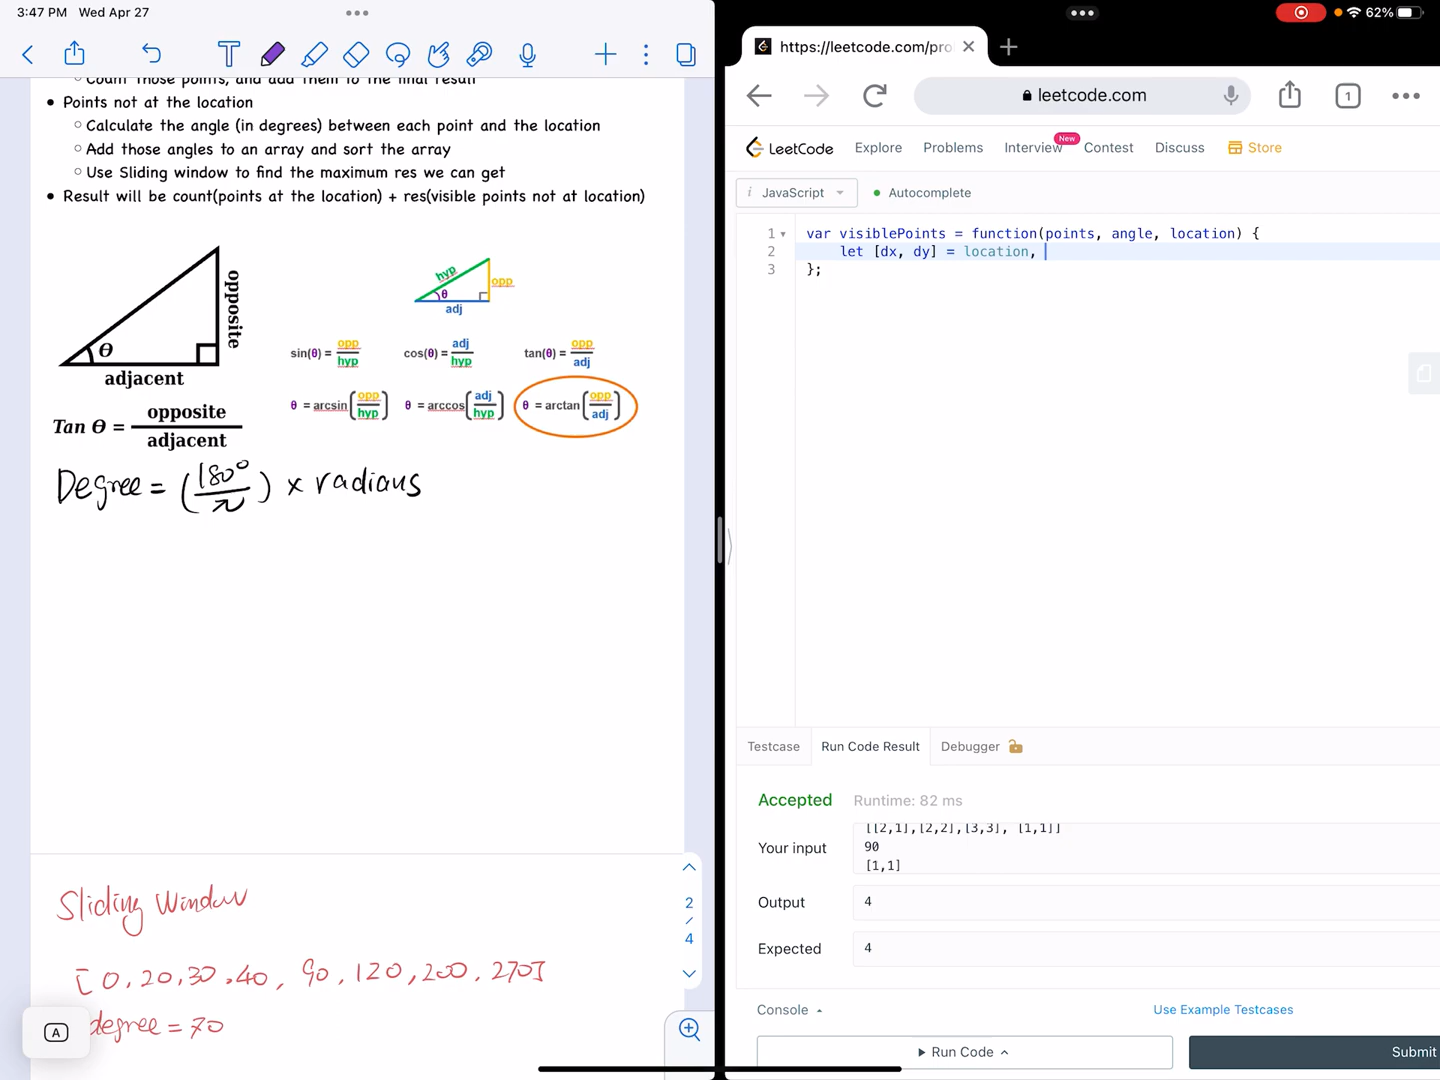 3:47 PM Wed Apr 27
62%
T
Count those points, and add them to the final result
• Points not at the location
○ Calculate the angle (in degrees) between each point and the location
○ Add those angles to an array and sort the array
○ Use Sliding window to find the maximum res we can get
• Result will be count(points at the location) + res(visible points not at location)
θ
opposite
adjacent
Tan θ = opposite
adjacent
hyp
opp
θ
adj
sin(θ) = opp
hyp
cos(θ) = adj
hyp
tan(θ) = opp
adj
θ = arcsin(opp
hyp)
θ = arccos(adj
hyp)
θ = arctan(opp
adj)
Degree = (180°
π) × radians
Sliding Window
[0, 20, 30, 40, 90, 120, 200, 270]
degree = 70
2
/
4
A
https://leetcode.com/pro
leetcode.com
1
LeetCode
Explore
Problems
Interview
New
Contest
Discuss
Store
i JavaScript
Autocomplete
1 var visiblePoints = function(points, angle, location) {
2 let [dx, dy] = location,
3 };
Testcase
Run Code Result
Debugger
Accepted
Runtime: 82 ms
Your input
[[2,1],[2,2],[3,3], [1,1]]
90
[1,1]
Output
4
Expected
4
Console
Use Example Testcases
Run Code
Submit